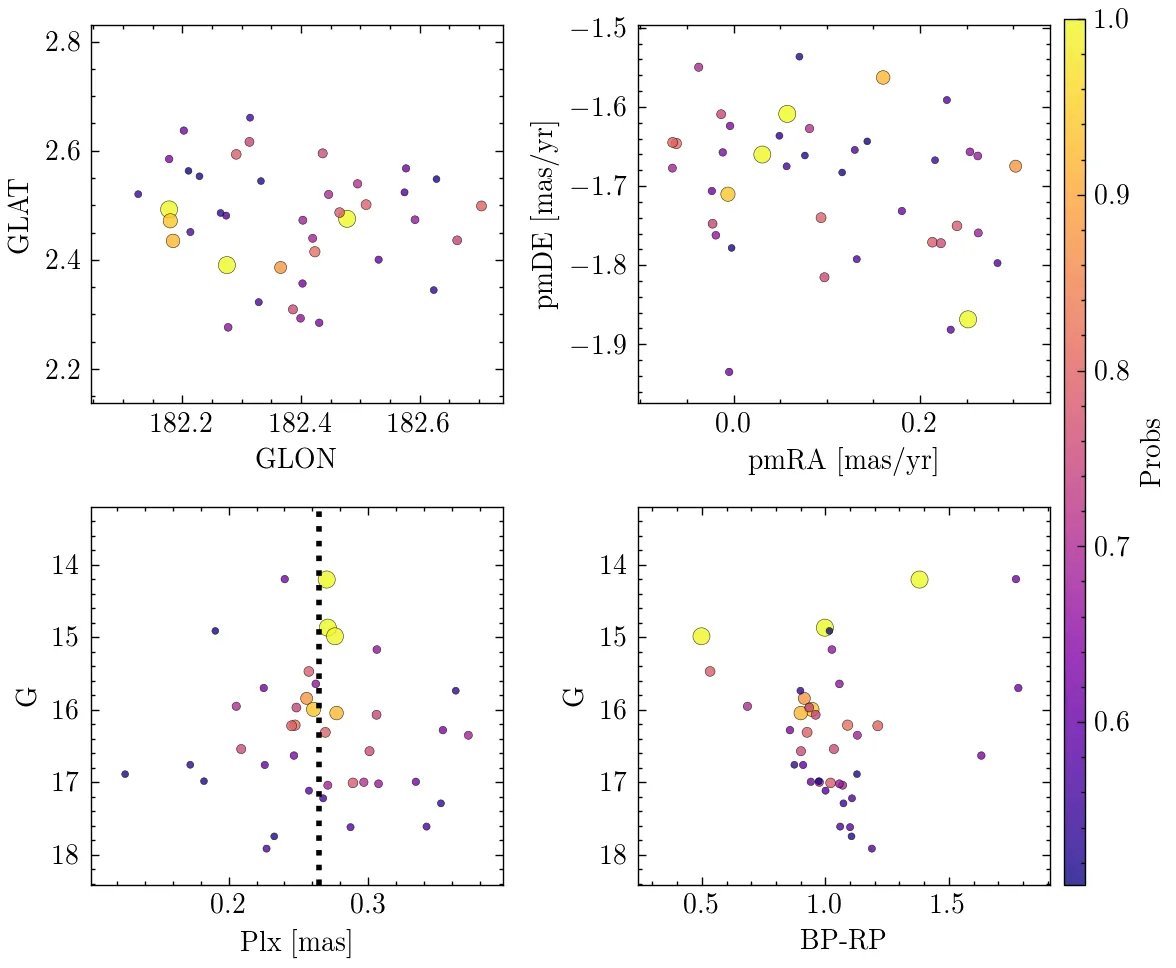 2.8
2.6
2.4
2.2
GLAT
182.2 182.4 182.6
GLON
−1.5
−1.6
−1.7
−1.8
−1.9
pmDE [mas/yr]
0.0 0.2
pmRA [mas/yr]
1.0
0.9
0.8
0.7
0.6
Probs
14
15
16
17
18
G
0.2 0.3
Plx [mas]
14
15
16
17
18
G
0.5 1.0 1.5
BP-RP